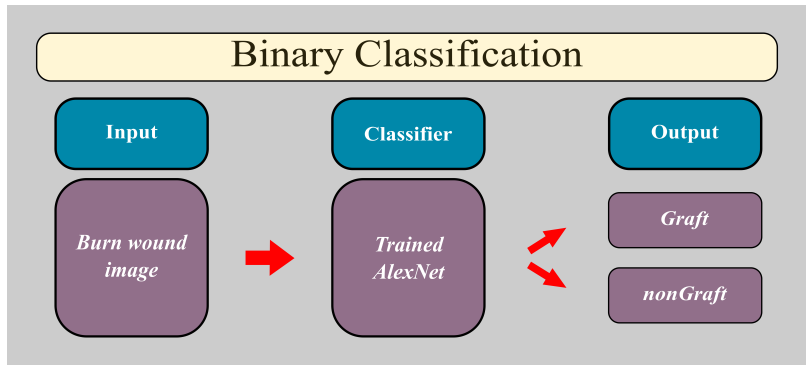 Binary Classification
Input
Classifier
Output
Burn wound
image
Trained
AlexNet
Graft
nonGraft